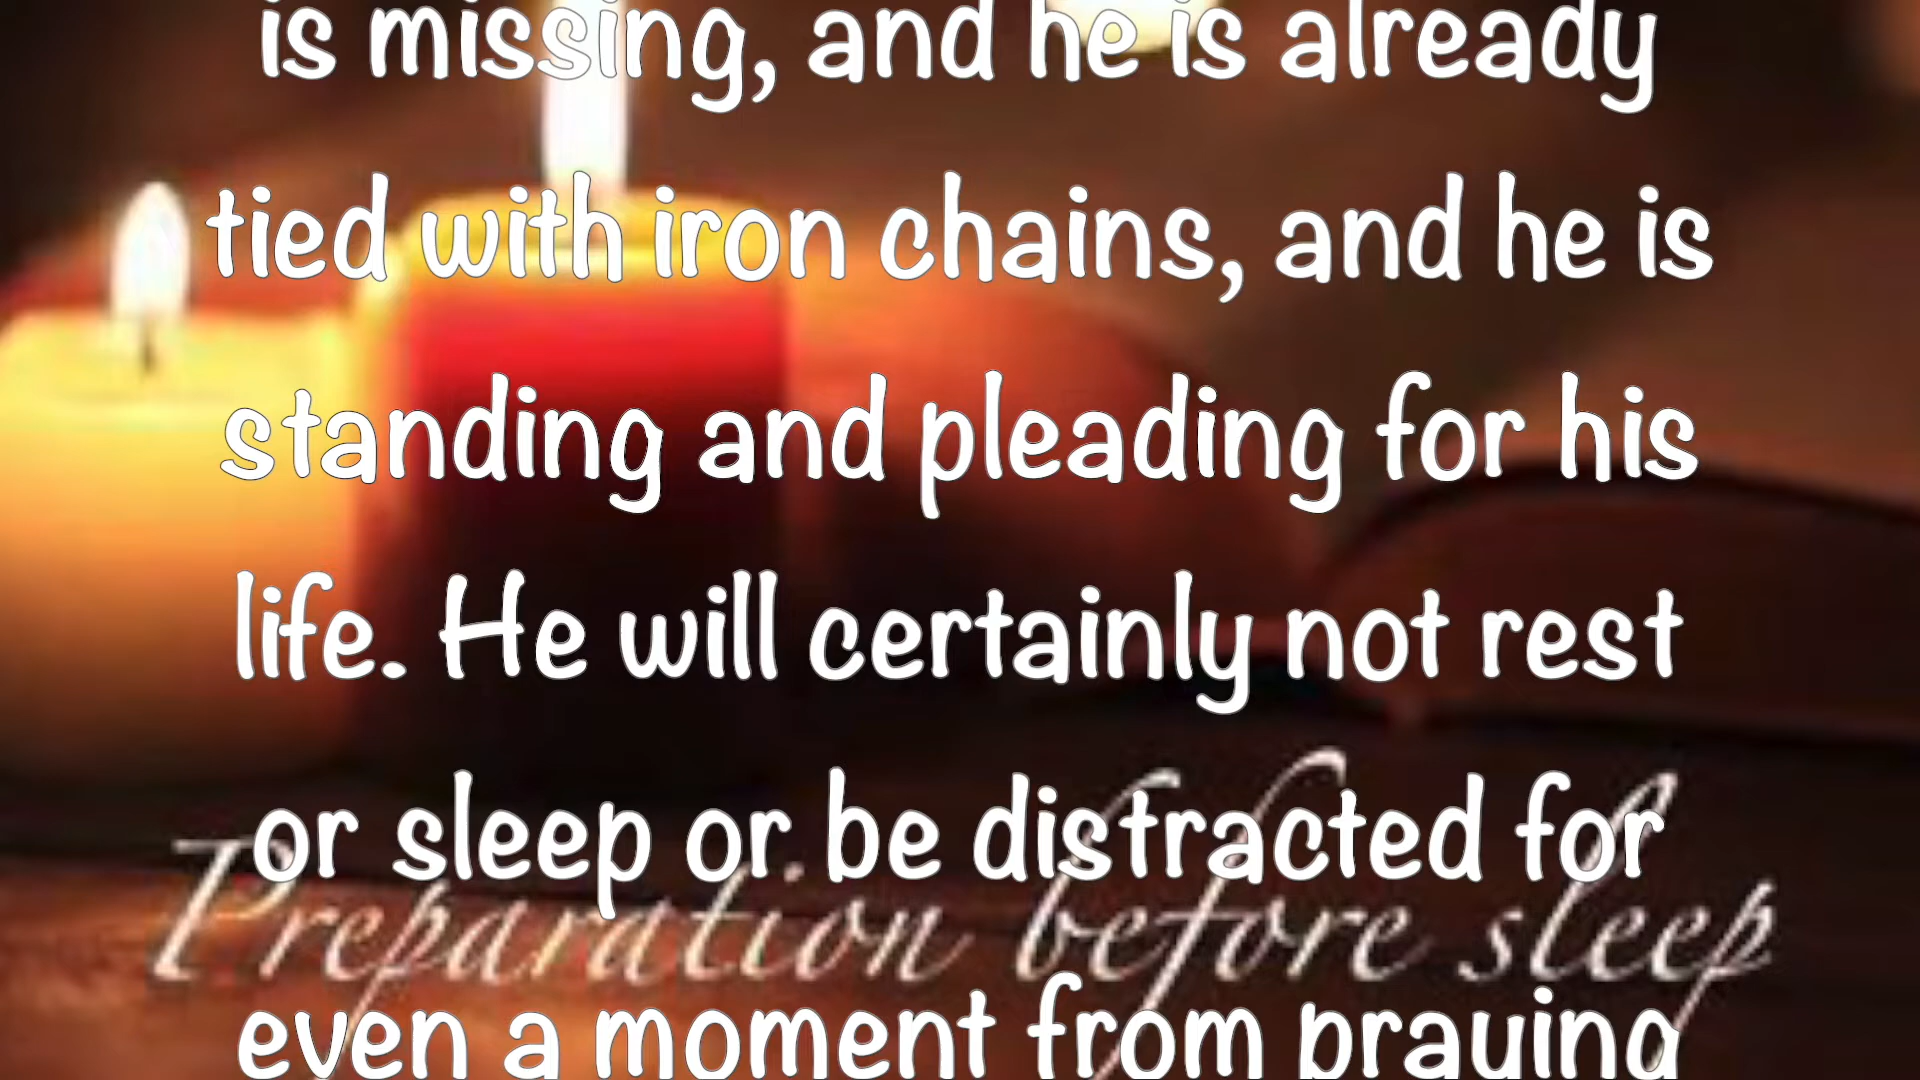 is missing, and he is already
tied with iron chains, and he is
standing and pleading for his
life. He will certainly not rest
or sleep or be distracted for
Preparation before sleep
even a moment from praying